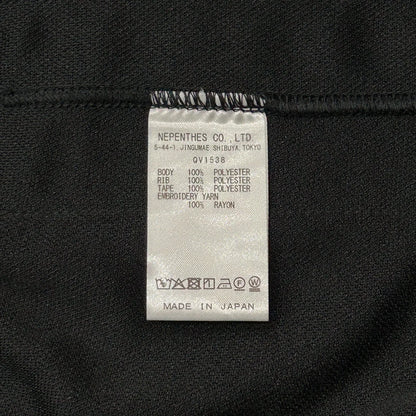 NEPENTHES CO., LTD.
5-44-1, JINGUMAE SHIBUYA, TOKYO
QV1538
BODY 100% POLYESTER
RIB 100% POLYESTER
TAPE 100% POLYESTER
EMBROIDERY YARN
100% RAYON
MADE IN JAPAN